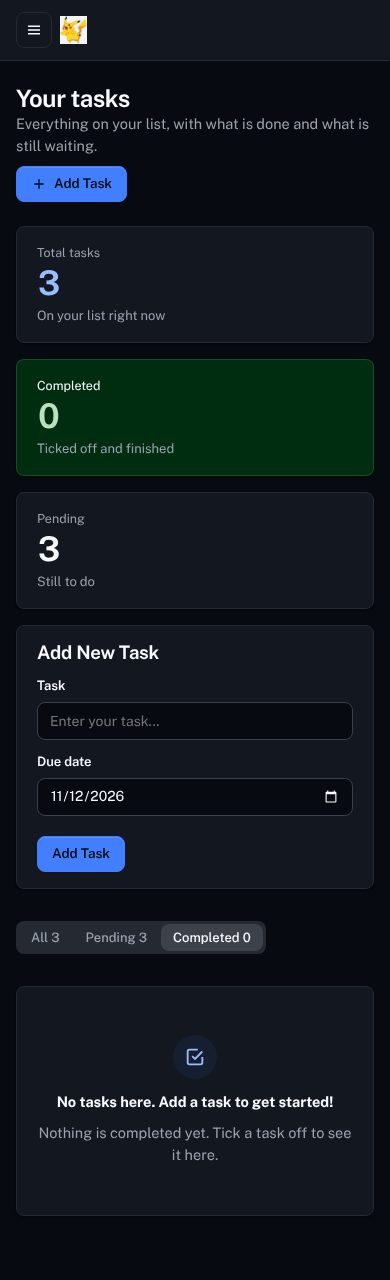 Your tasks
Everything on your list, with what is done and what is
still waiting.
Add Task
Total tasks
3
On your list right now
Completed
0
Ticked off and finished
Pending
3
Still to do
Add New Task
Task
Enter your task...
Due date
11/12/2026
Add Task
All 3 Pending 3 Completed 0
No tasks here. Add a task to get started!
Nothing is completed yet. Tick a task off to see
it here.